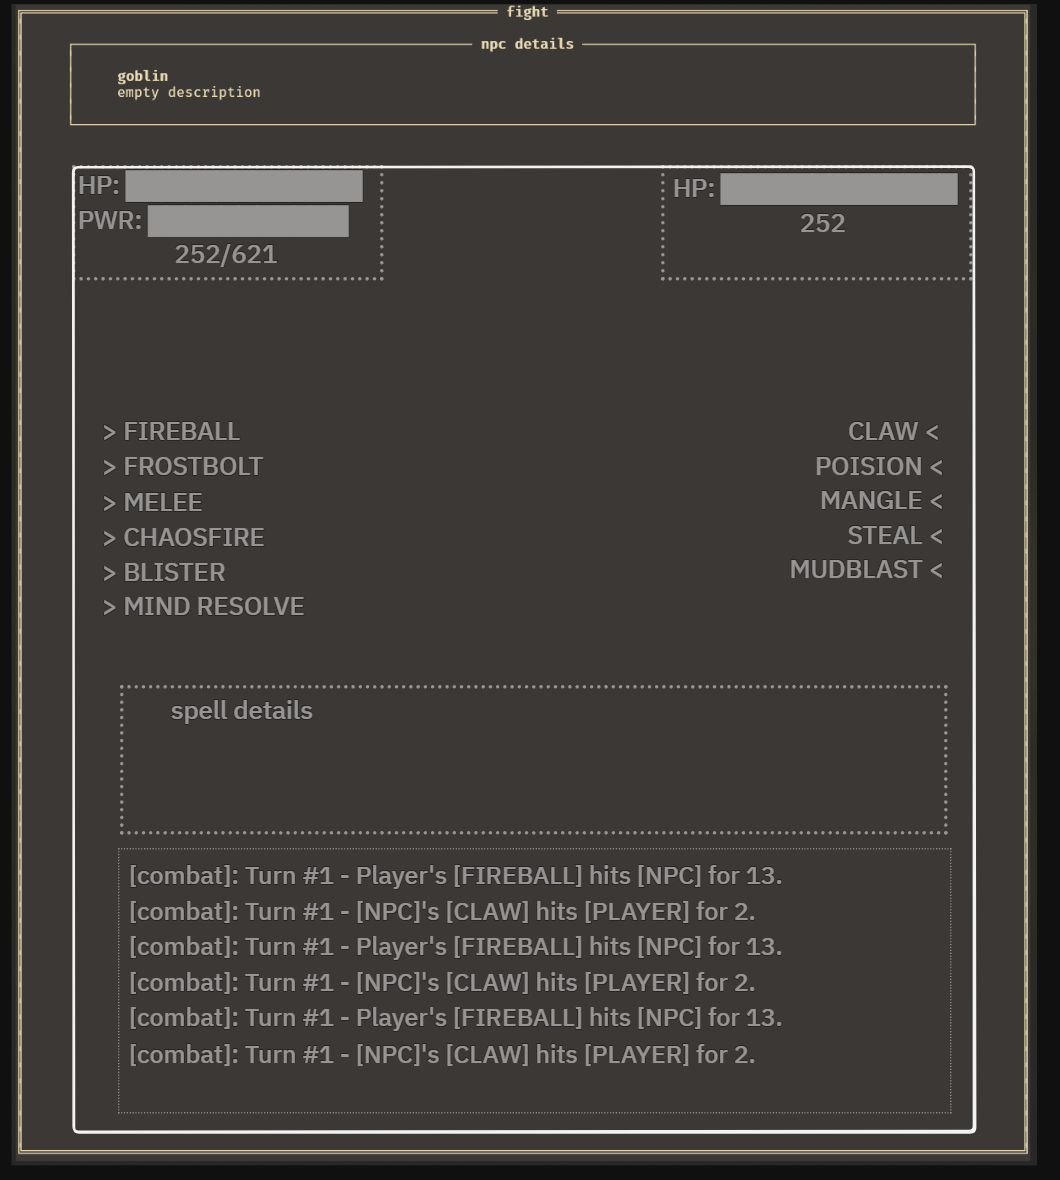 fight
npc details
goblin
empty description
HP:
PWR:
252/621
HP:
252
> FIREBALL
> FROSTBOLT
> MELEE
> CHAOSFIRE
> BLISTER
> MIND RESOLVE
CLAW <
POISION <
MANGLE <
STEAL <
MUDBLAST <
spell details
[combat]: Turn #1 - Player's [FIREBALL] hits [NPC] for 13.
[combat]: Turn #1 - [NPC]'s [CLAW] hits [PLAYER] for 2.
[combat]: Turn #1 - Player's [FIREBALL] hits [NPC] for 13.
[combat]: Turn #1 - [NPC]'s [CLAW] hits [PLAYER] for 2.
[combat]: Turn #1 - Player's [FIREBALL] hits [NPC] for 13.
[combat]: Turn #1 - [NPC]'s [CLAW] hits [PLAYER] for 2.